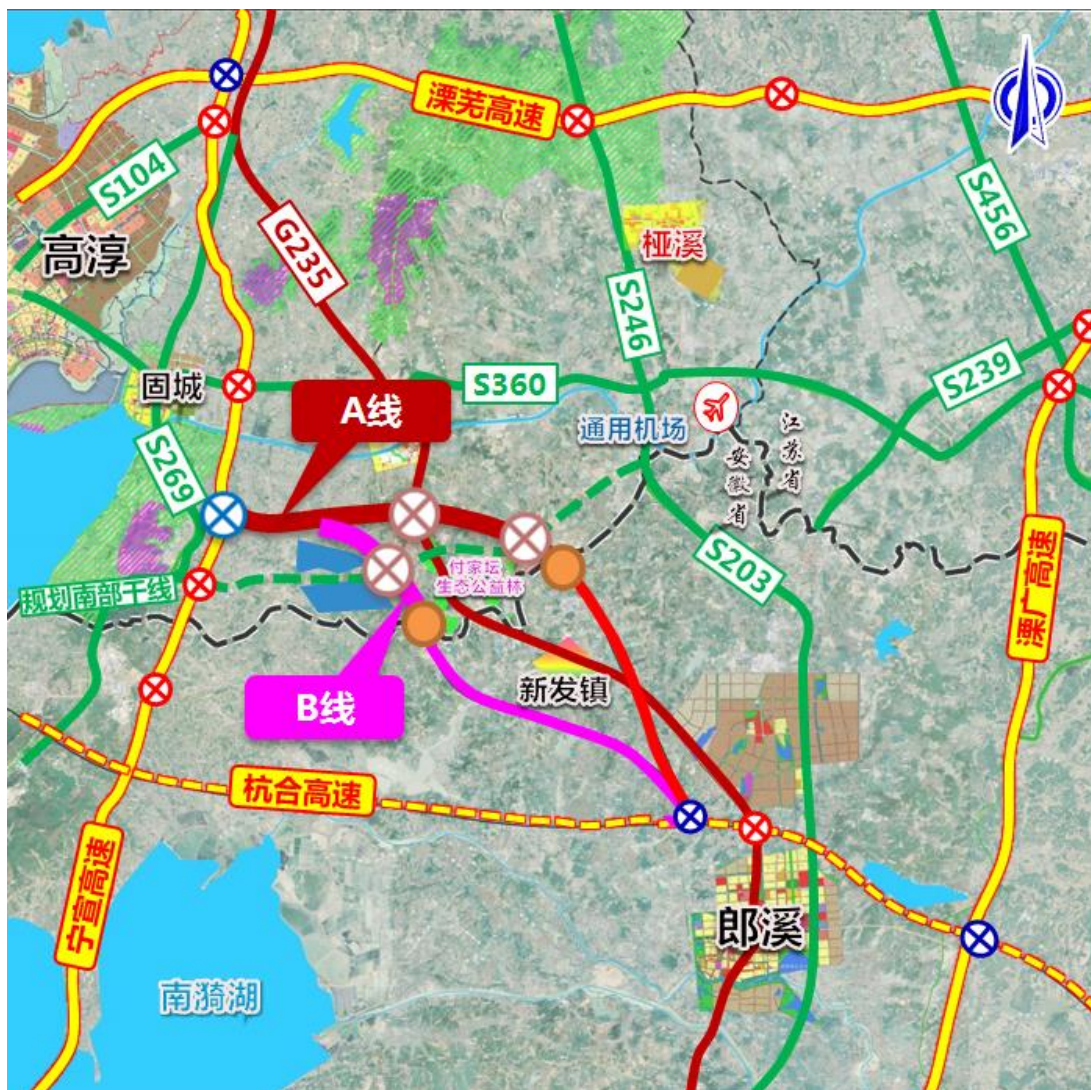 溧芜高速
S104
高淳
G235
桠溪
S456
S246
固城
S360
S239
A线
通用机场
江苏省
安徽省
S269
付家坛
生态公益林
规划南部干线
S203
溧广高速
新发镇
B线
杭合高速
宁宣高速
郎溪
南漪湖